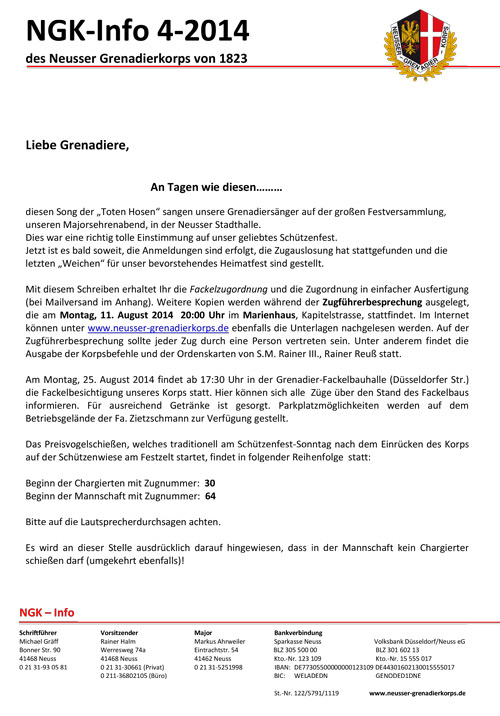 NGK-Info 4-2014
des Neusser Grenadierkorps von 1823
NEUSSER GRENADIER KORPS
Liebe Grenadiere,
An Tagen wie diesen………
diesen Song der „Toten Hosen" sangen unsere Grenadiersänger auf der großen Festversammlung,
unseren Majorsehrenabend, in der Neusser Stadthalle.
Dies war eine richtig tolle Einstimmung auf unser geliebtes Schützenfest.
Jetzt ist es bald soweit, die Anmeldungen sind erfolgt, die Zugauslosung hat stattgefunden und die
letzten „Weichen" für unser bevorstehendes Heimatfest sind gestellt.
Mit diesem Schreiben erhaltet Ihr die Fackelzugordnung und die Zugordnung in einfacher Ausfertigung
(bei Mailversand im Anhang). Weitere Kopien werden während der Zugführerbesprechung ausgelegt,
die am Montag, 11. August 2014 20:00 Uhr im Marienhaus, Kapitelstrasse, stattfindet. Im Internet
können unter www.neusser-grenadierkorps.de ebenfalls die Unterlagen nachgelesen werden. Auf der
Zugführerbesprechung sollte jeder Zug durch eine Person vertreten sein. Unter anderem findet die
Ausgabe der Korpsbefehle und der Ordenskarten von S.M. Rainer III., Rainer Reuß statt.
Am Montag, 25. August 2014 findet ab 17:30 Uhr in der Grenadier-Fackelbauhalle (Düsseldorfer Str.)
die Fackelbesichtigung unseres Korps statt. Hier können sich alle Züge über den Stand des Fackelbaus
informieren. Für ausreichend Getränke ist gesorgt. Parkplatzmöglichkeiten werden auf dem
Betriebsgelände der Fa. Zietzschmann zur Verfügung gestellt.
Das Preisvogelschießen, welches traditionell am Schützenfest-Sonntag nach dem Einrücken des Korps
auf der Schützenwiese am Festzelt startet, findet in folgender Reihenfolge statt:
Beginn der Chargierten mit Zugnummer: 30
Beginn der Mannschaft mit Zugnummer: 64
Bitte auf die Lautsprecherdurchsagen achten.
Es wird an dieser Stelle ausdrücklich darauf hingewiesen, dass in der Mannschaft kein Chargierter
schießen darf (umgekehrt ebenfalls)!
NGK – Info
Schriftführer Vorsitzender Major Bankverbindung
Michael Gräff Rainer Halm Markus Ahrweiler Sparkasse Neuss Volksbank Düsseldorf/Neuss eG
Bonner Str. 90 Werresweg 74a Eintrachtstr. 54 BLZ 305 500 00 BLZ 301 602 13
41468 Neuss 41468 Neuss 41462 Neuss Kto.-Nr. 123 109 Kto.-Nr. 15 555 017
0 21 31-93 05 81 0 21 31-30661 (Privat) 0 21 31-5251998 IBAN: DE77305500000000123109 DE44301602130015555017
0 211-36802105 (Büro) BIC: WELADEDN GENODED1DNE
St.-Nr. 122/5791/1119 www.neusser-grenadierkorps.de